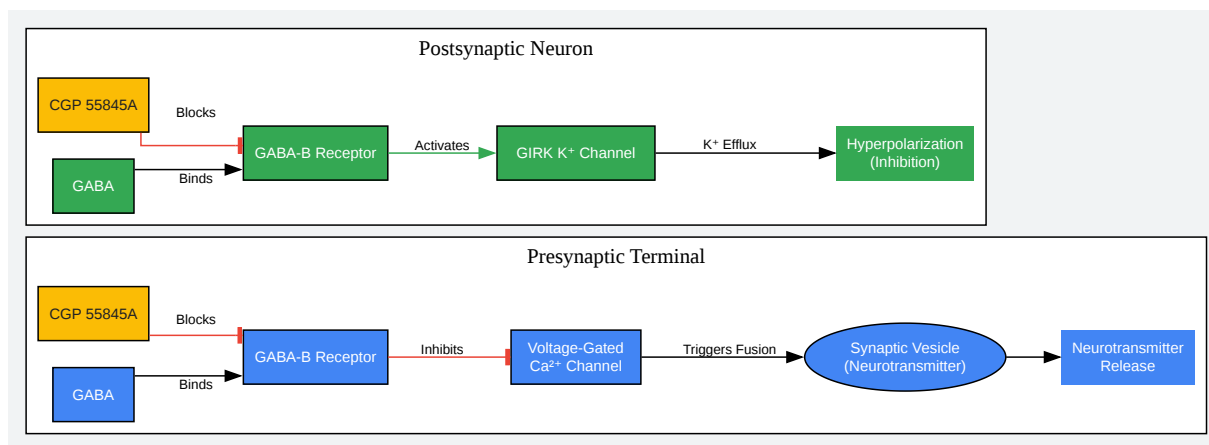 Postsynaptic Neuron
CGP 55845A
Blocks
GABA-B Receptor
Activates
GIRK K⁺ Channel
K⁺ Efflux
Hyperpolarization
(Inhibition)
GABA
Binds
Presynaptic Terminal
CGP 55845A
Blocks
GABA-B Receptor
Inhibits
Voltage-Gated
Ca²⁺ Channel
Triggers Fusion
Synaptic Vesicle
(Neurotransmitter)
Neurotransmitter
Release
GABA
Binds